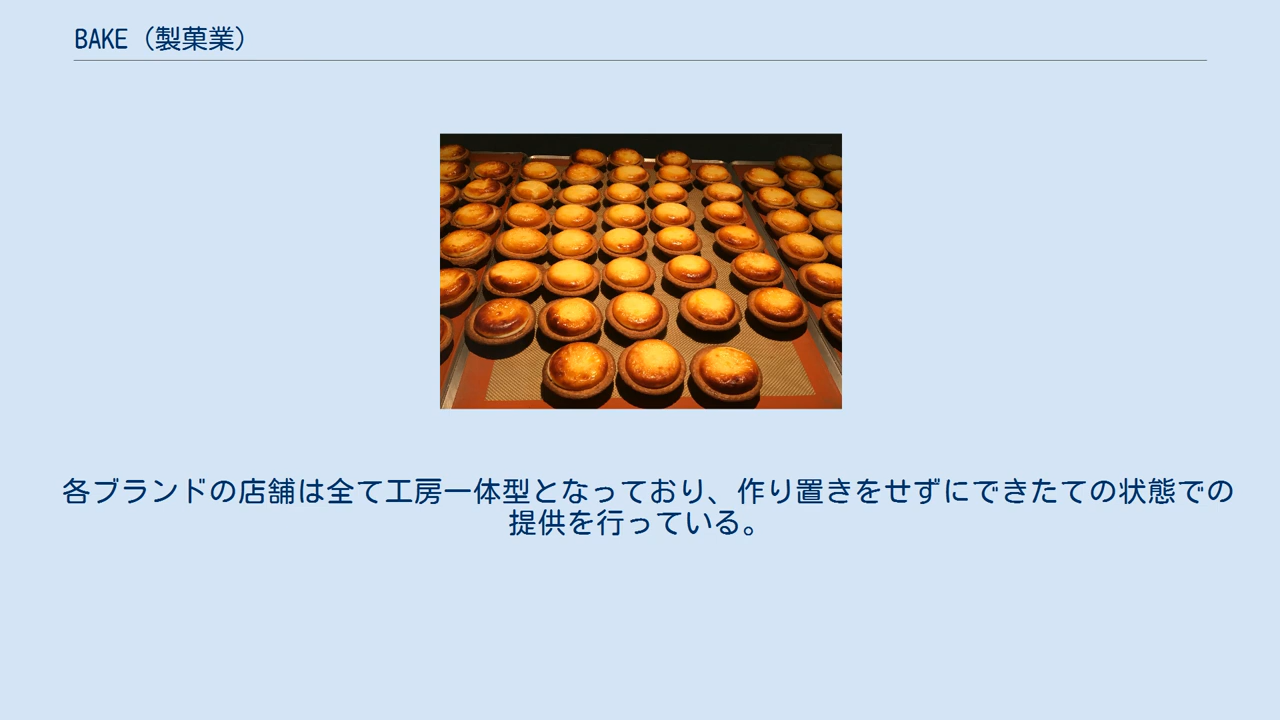 BAKE（製菓業）
各ブランドの店舗は全て工房一体型となっており、作り置きをせずにできたての状態での
提供を行っている。